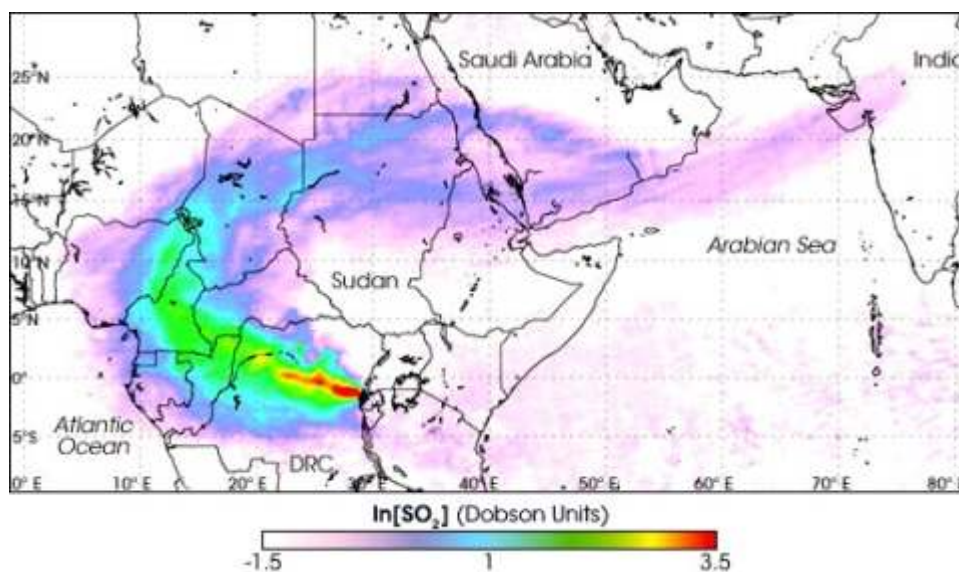 Saudi Arabia
India
25°N
20°N
15°N
10°N
5°N
0°
5°S
Sudan
Arabian Sea
Atlantic
Ocean
DRC
0° E 10° E 20° E 30° E 40° E 50° E 60° E 70° E 80°
ln[SO₂] (Dobson Units)
-1.5 1 3.5